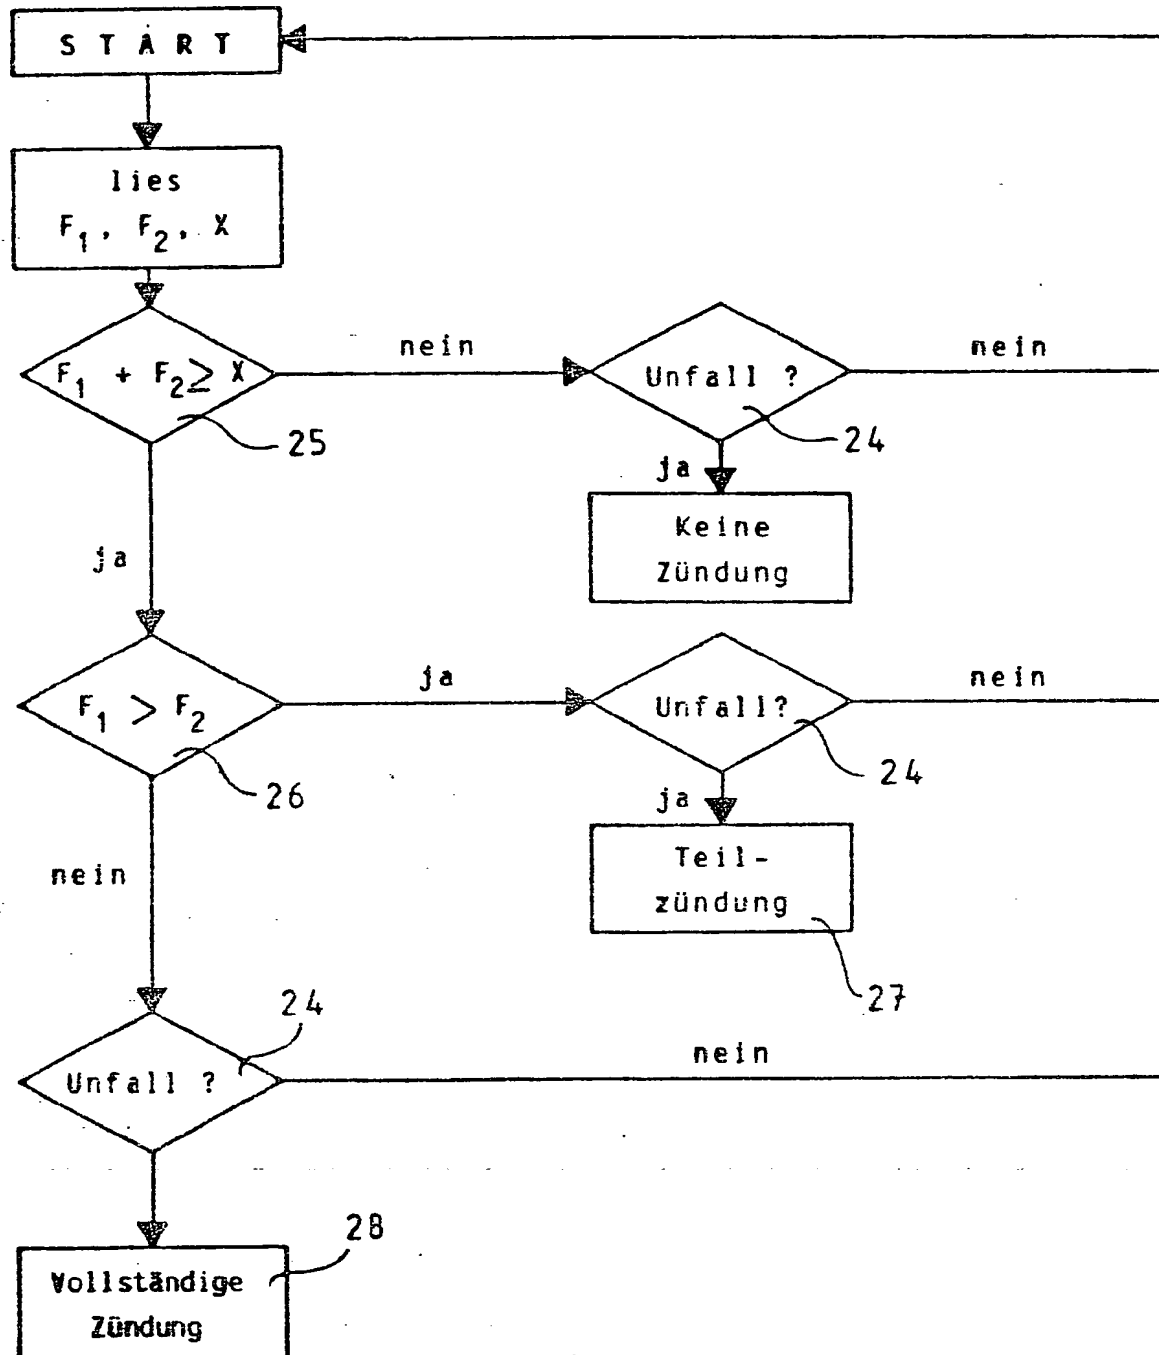 START
lies
F₁, F₂, X
F₁ + F₂ ≥ X
25
nein
Unfall ?
24
nein
ja
Keine
Zündung
ja
F₁ > F₂
26
ja
Unfall?
24
nein
ja
Teil-
zündung
27
nein
Unfall ?
24
nein
Vollständige
Zündung
28